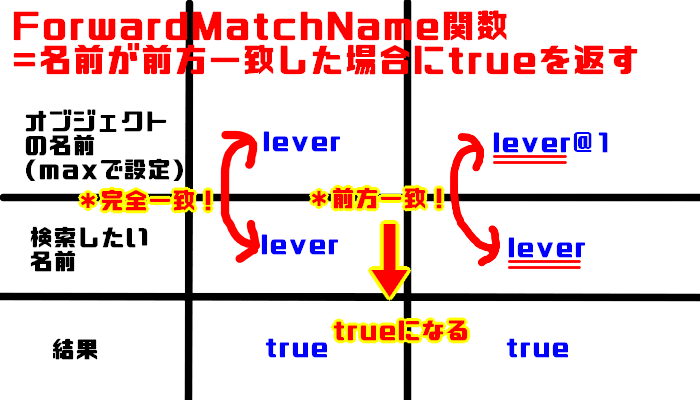 ForwardMatchName関数
=名前が前方一致した場合にtrueを返す
オブジェクト
の名前
(maxで設定)
lever
lever@1
*完全一致!
*前方一致!
検索したい
名前
lever
lever
trueになる
結果
true
true